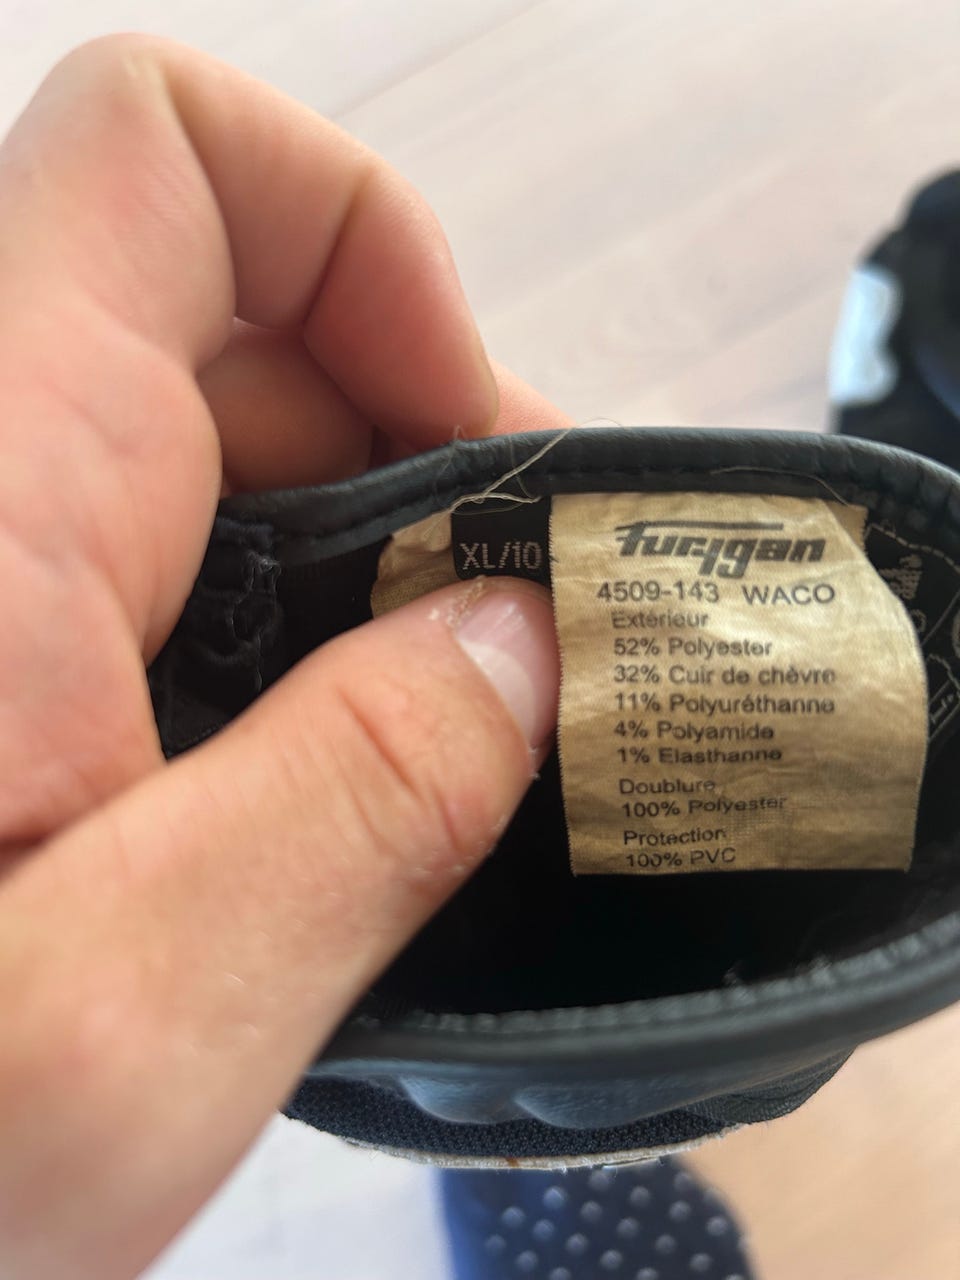 XL/10
furygan
4509-143 WACO
Extérieur
52% Polyester
32% Cuir de chèvre
11% Polyuréthanne
4% Polyamide
1% Elasthanne
Doublure
100% Polyester
Protection
100% PVC